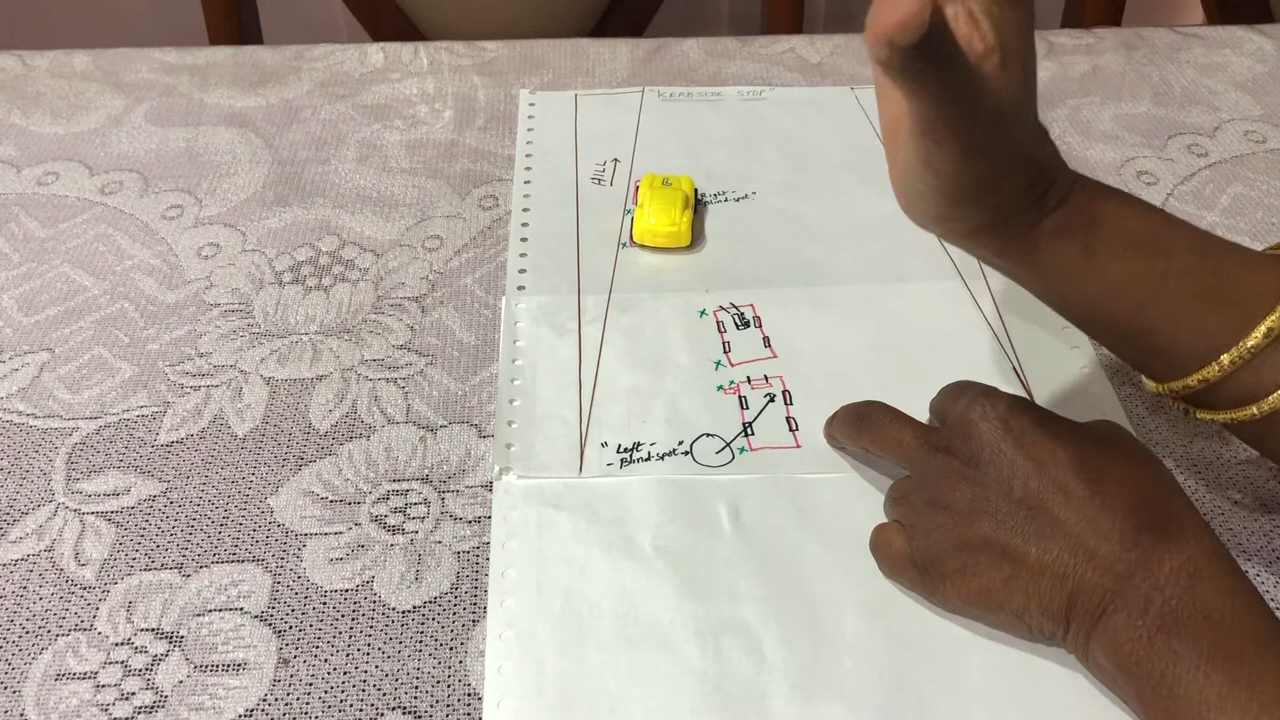 "KERBSIDE STOP"
HILL
Right -
Blind-spot"
" Left -
- Blind-spot"